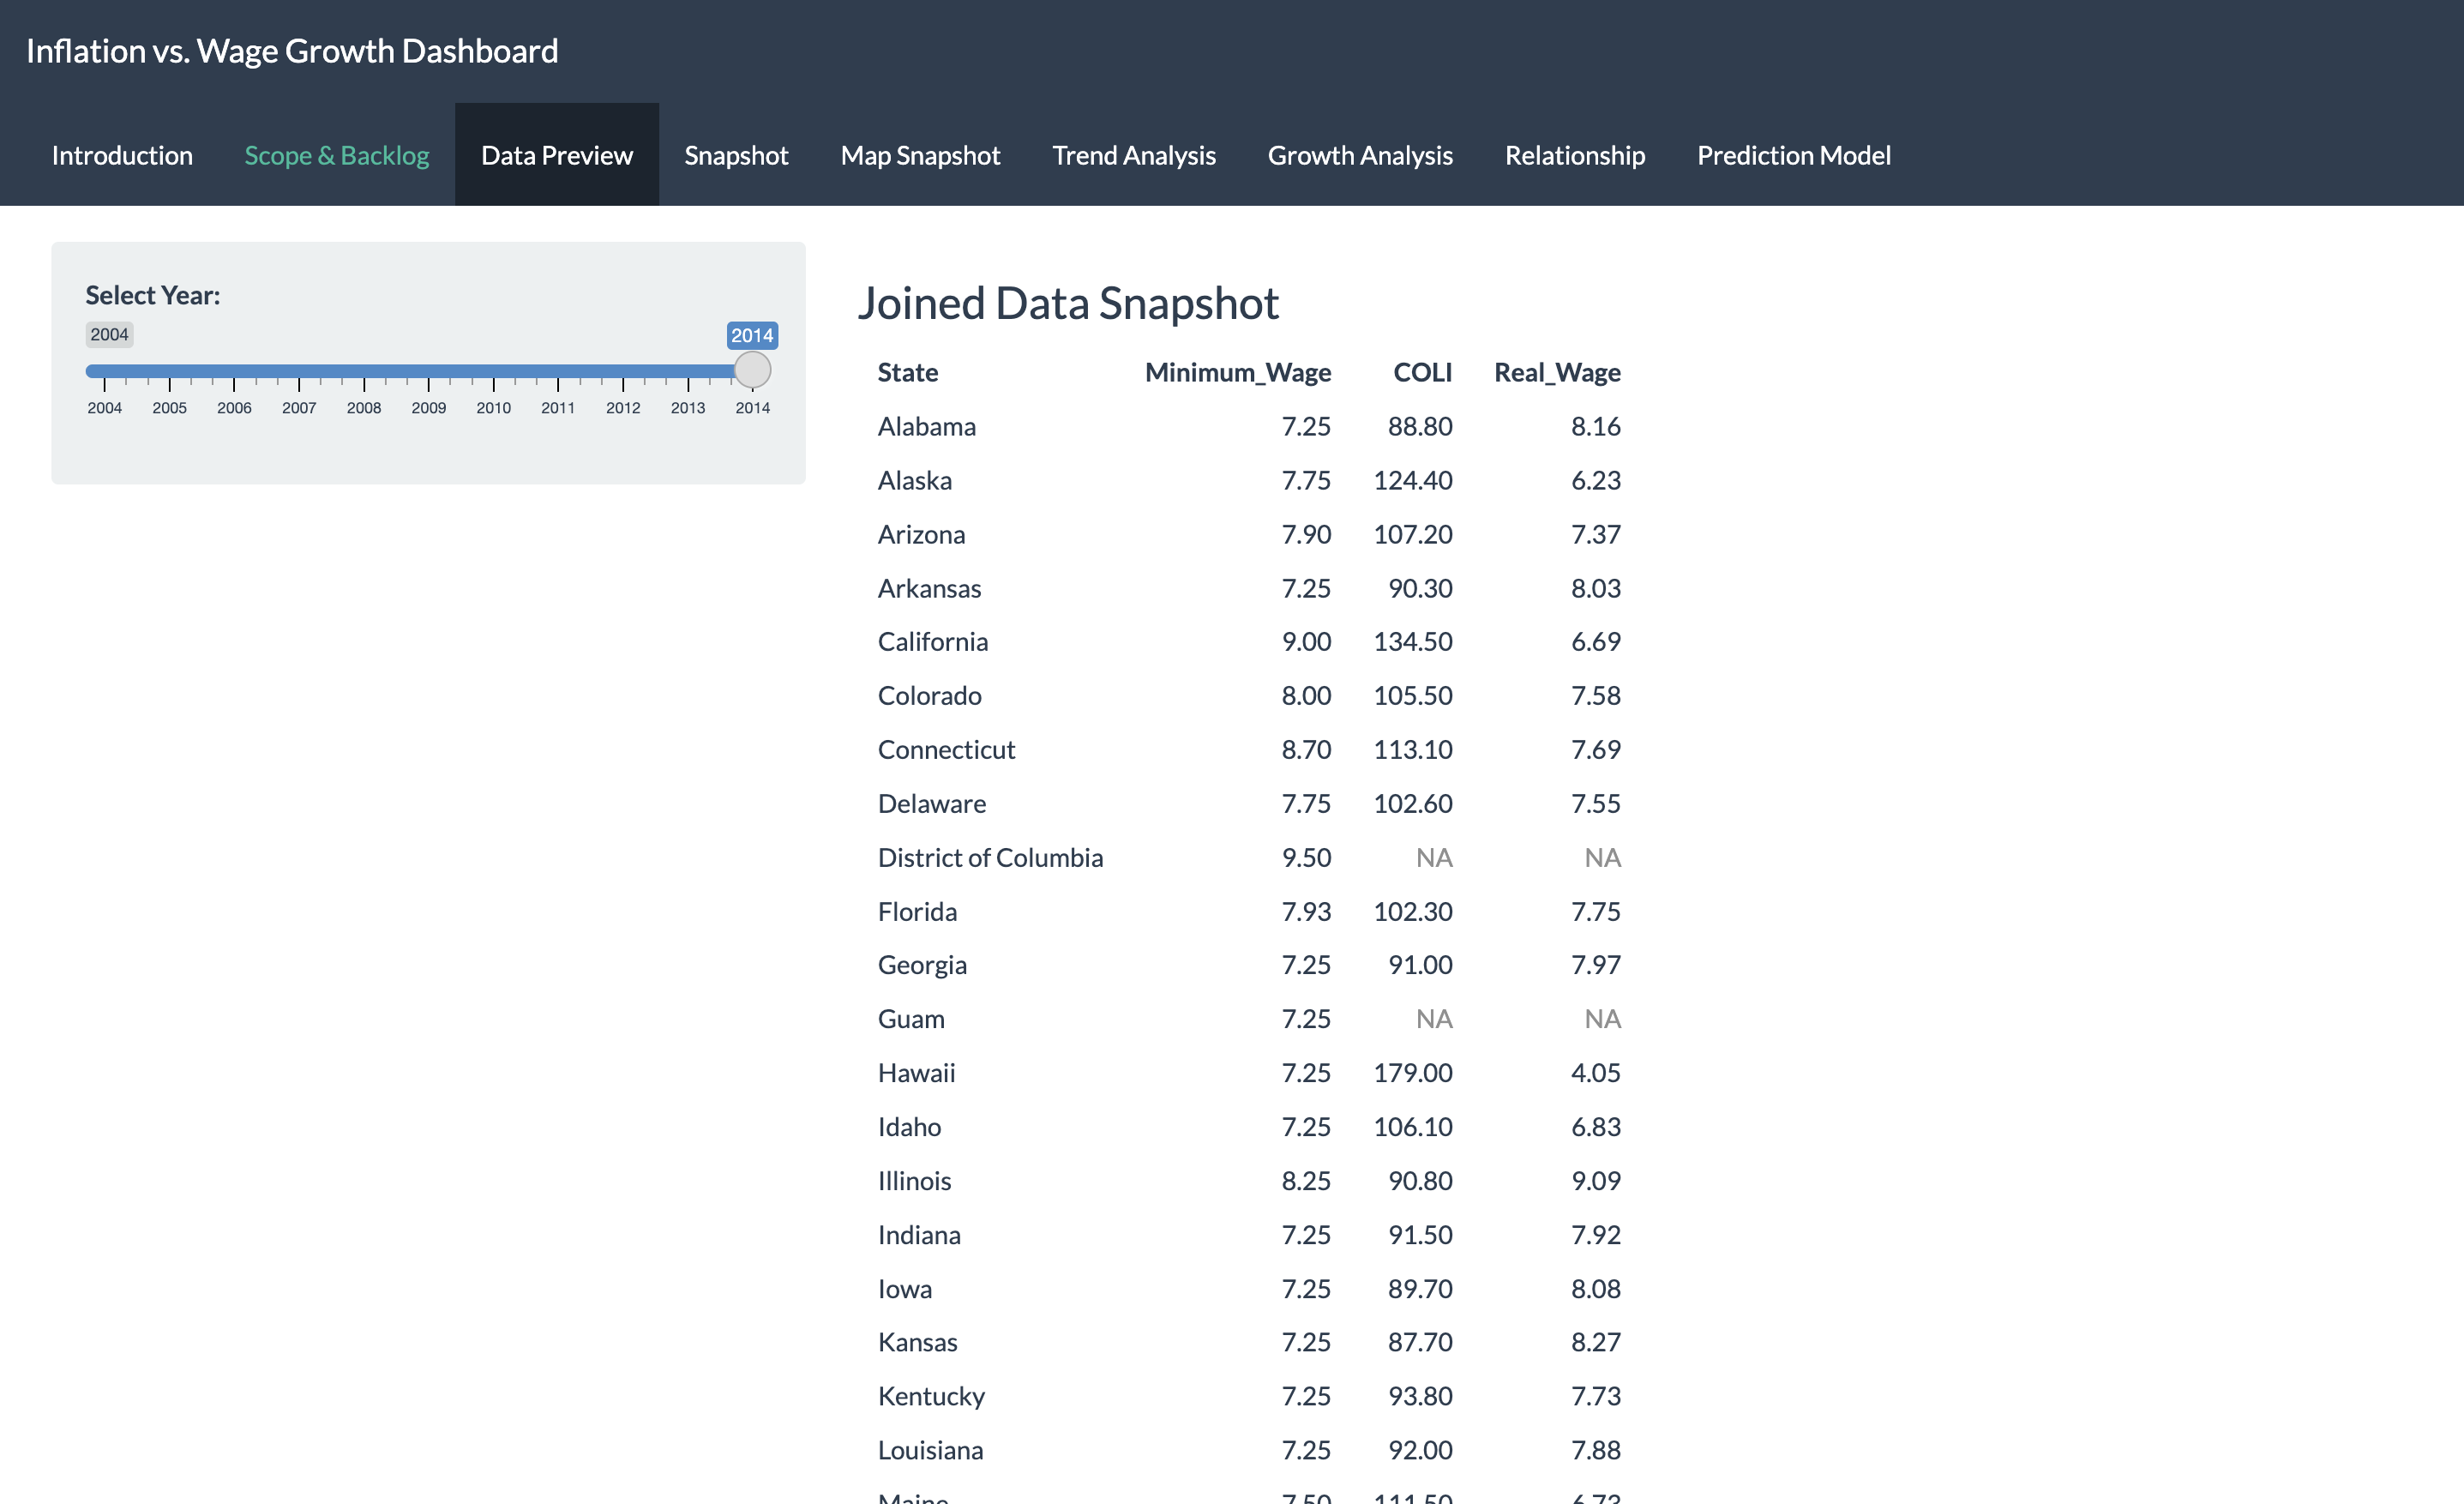 Inflation vs. Wage Growth Dashboard
Introduction Scope & Backlog Data Preview Snapshot Map Snapshot Trend Analysis Growth Analysis Relationship Prediction Model
Select Year:
2004 2014
2004 2005 2006 2007 2008 2009 2010 2011 2012 2013 2014
Joined Data Snapshot
State Minimum_Wage COLI Real_Wage
Alabama 7.25 88.80 8.16
Alaska 7.75 124.40 6.23
Arizona 7.90 107.20 7.37
Arkansas 7.25 90.30 8.03
California 9.00 134.50 6.69
Colorado 8.00 105.50 7.58
Connecticut 8.70 113.10 7.69
Delaware 7.75 102.60 7.55
District of Columbia 9.50 NA NA
Florida 7.93 102.30 7.75
Georgia 7.25 91.00 7.97
Guam 7.25 NA NA
Hawaii 7.25 179.00 4.05
Idaho 7.25 106.10 6.83
Illinois 8.25 90.80 9.09
Indiana 7.25 91.50 7.92
Iowa 7.25 89.70 8.08
Kansas 7.25 87.70 8.27
Kentucky 7.25 93.80 7.73
Louisiana 7.25 92.00 7.88
Maine 7.50 111.50 6.73